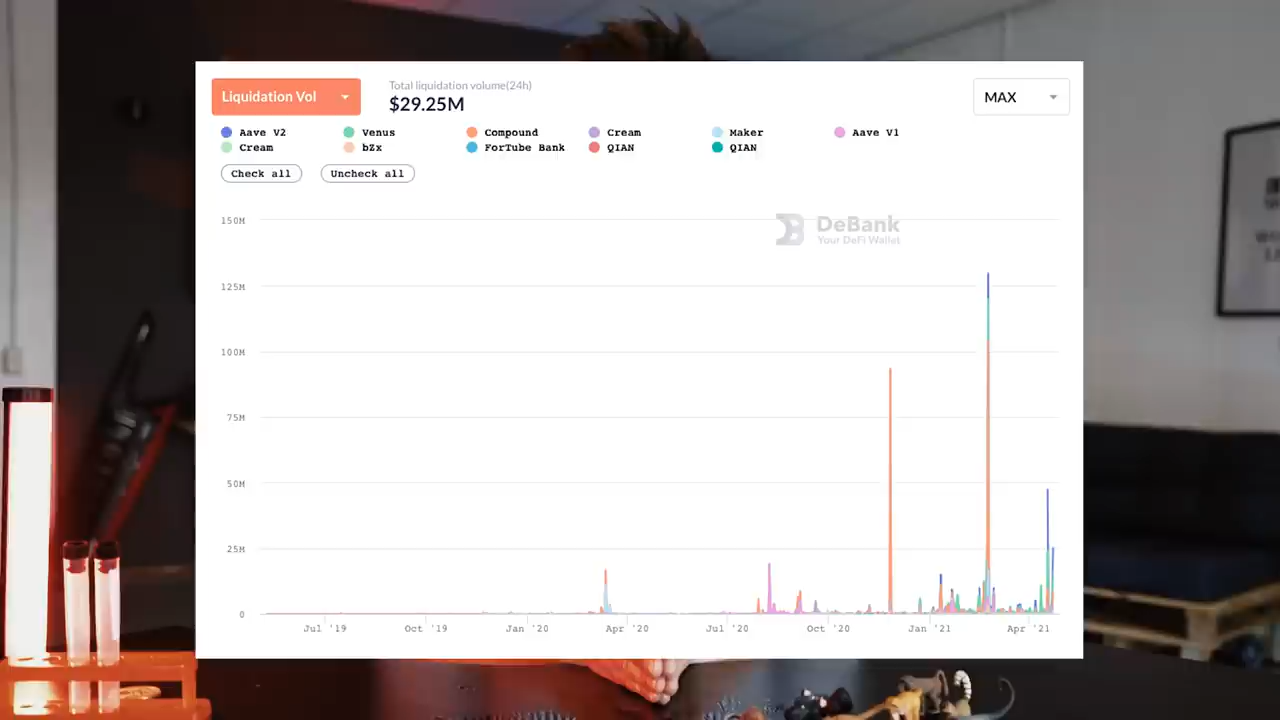 Liquidation Vol
Total liquidation volume(24h)
$29.25M
MAX
Aave V2 Venus Compound Cream Maker Aave V1
Cream bZx ForTube Bank QIAN QIAN
Check all Uncheck all
150M
DeBank
Your DeFi Wallet
125M
100M
75M
50M
25M
0
Jul '19 Oct '19 Jan '20 Apr '20 Jul '20 Oct '20 Jan '21 Apr '21